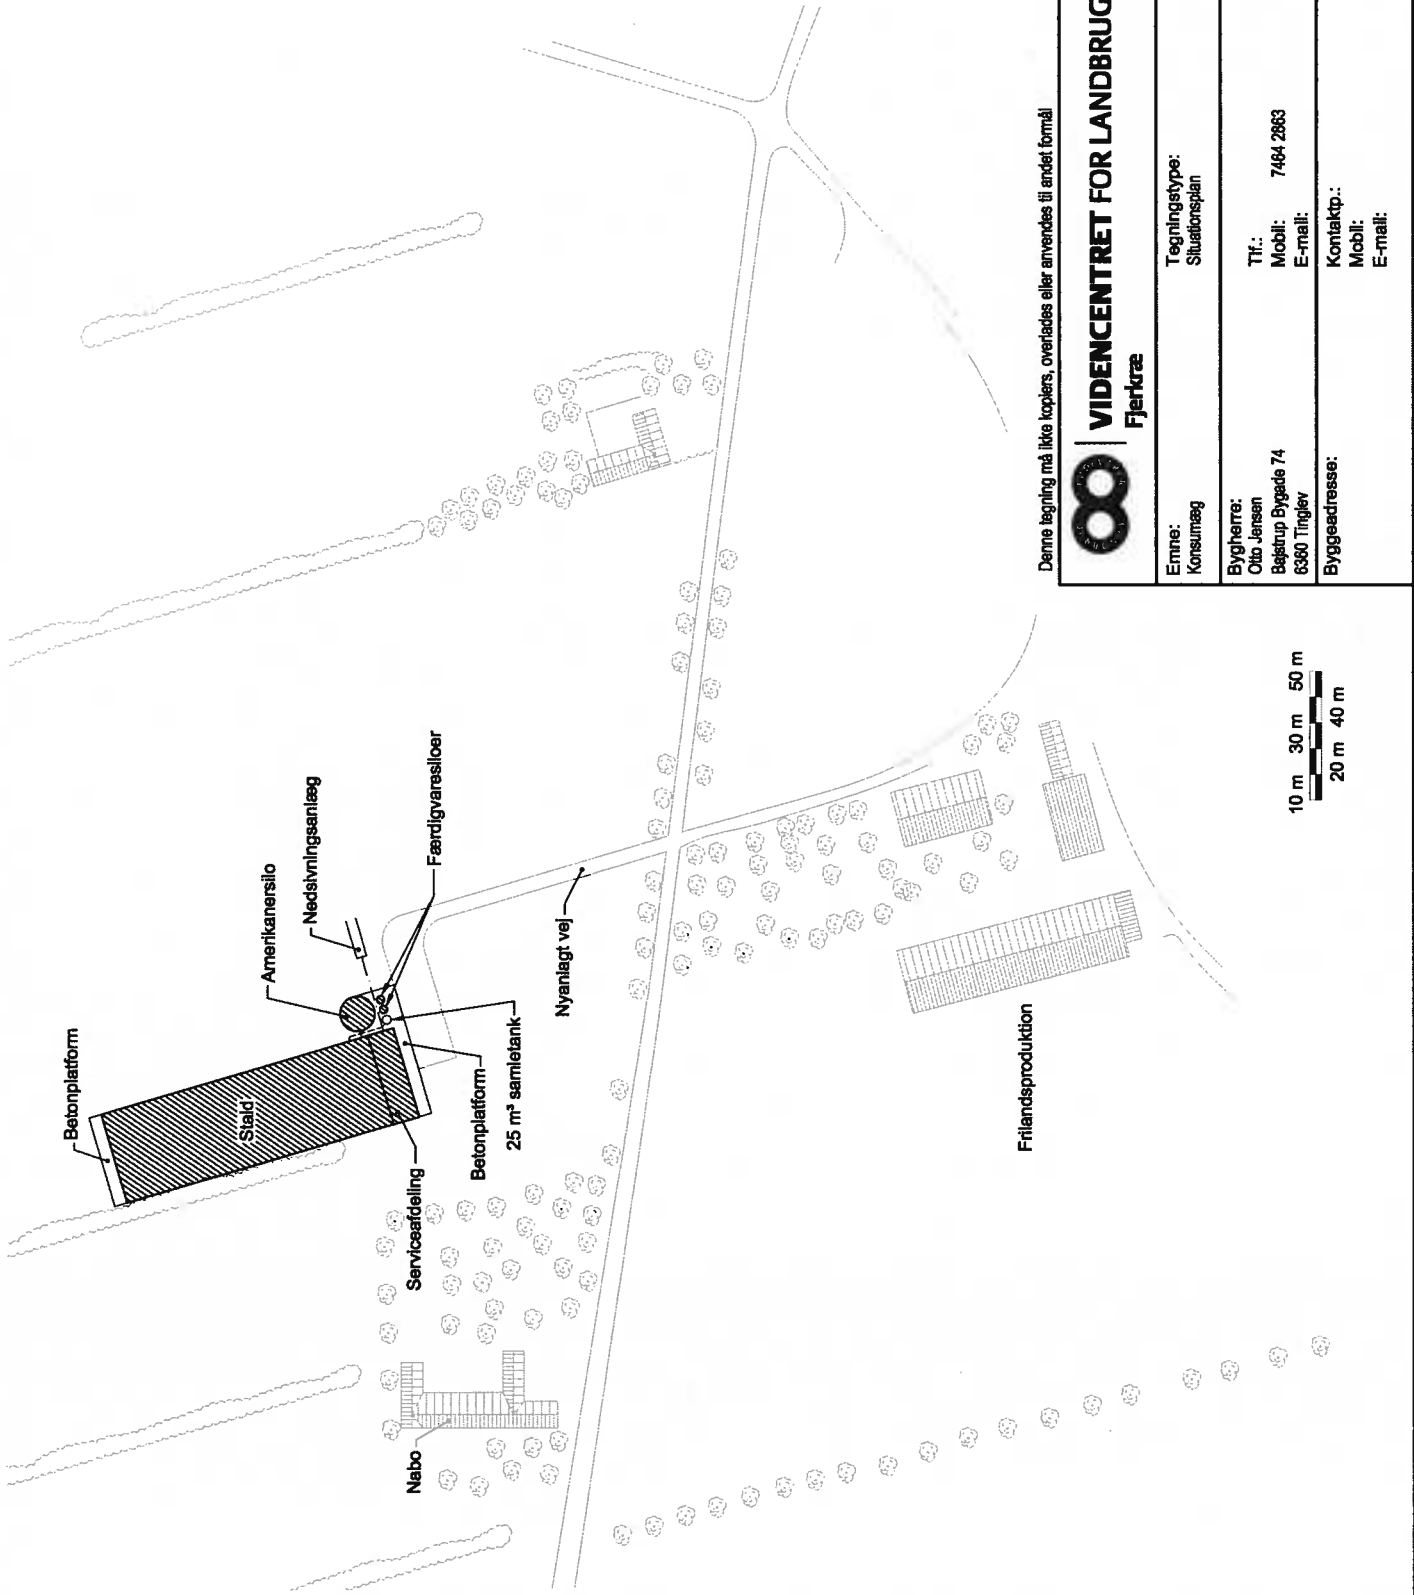 Betonplatform
Stald
Amerikanersilo
Nedsivningsanlæg
Færdigvaresiloer
Serviceafdeling
Betonplatform
25 m³ samletank
Nyanlagt vej
Nabo
Frilandsproduktion
10 m 30 m 50 m
20 m 40 m
Denne tegning må ikke kopiers, overlades eller anvendes til andet formål
VIDENCENTRET FOR LANDBRUG
Fjerkræ
Emne:
Konsumæg
Tegningstype:
Situationsplan
Bygherre:
Otto Jensen
Bajstrup Bygade 74
6360 Tinglev
Tlf.:
Mobil: 7464 2863
E-mail:
Byggeadresse:
Kontaktp.:
Mobil:
E-mail: